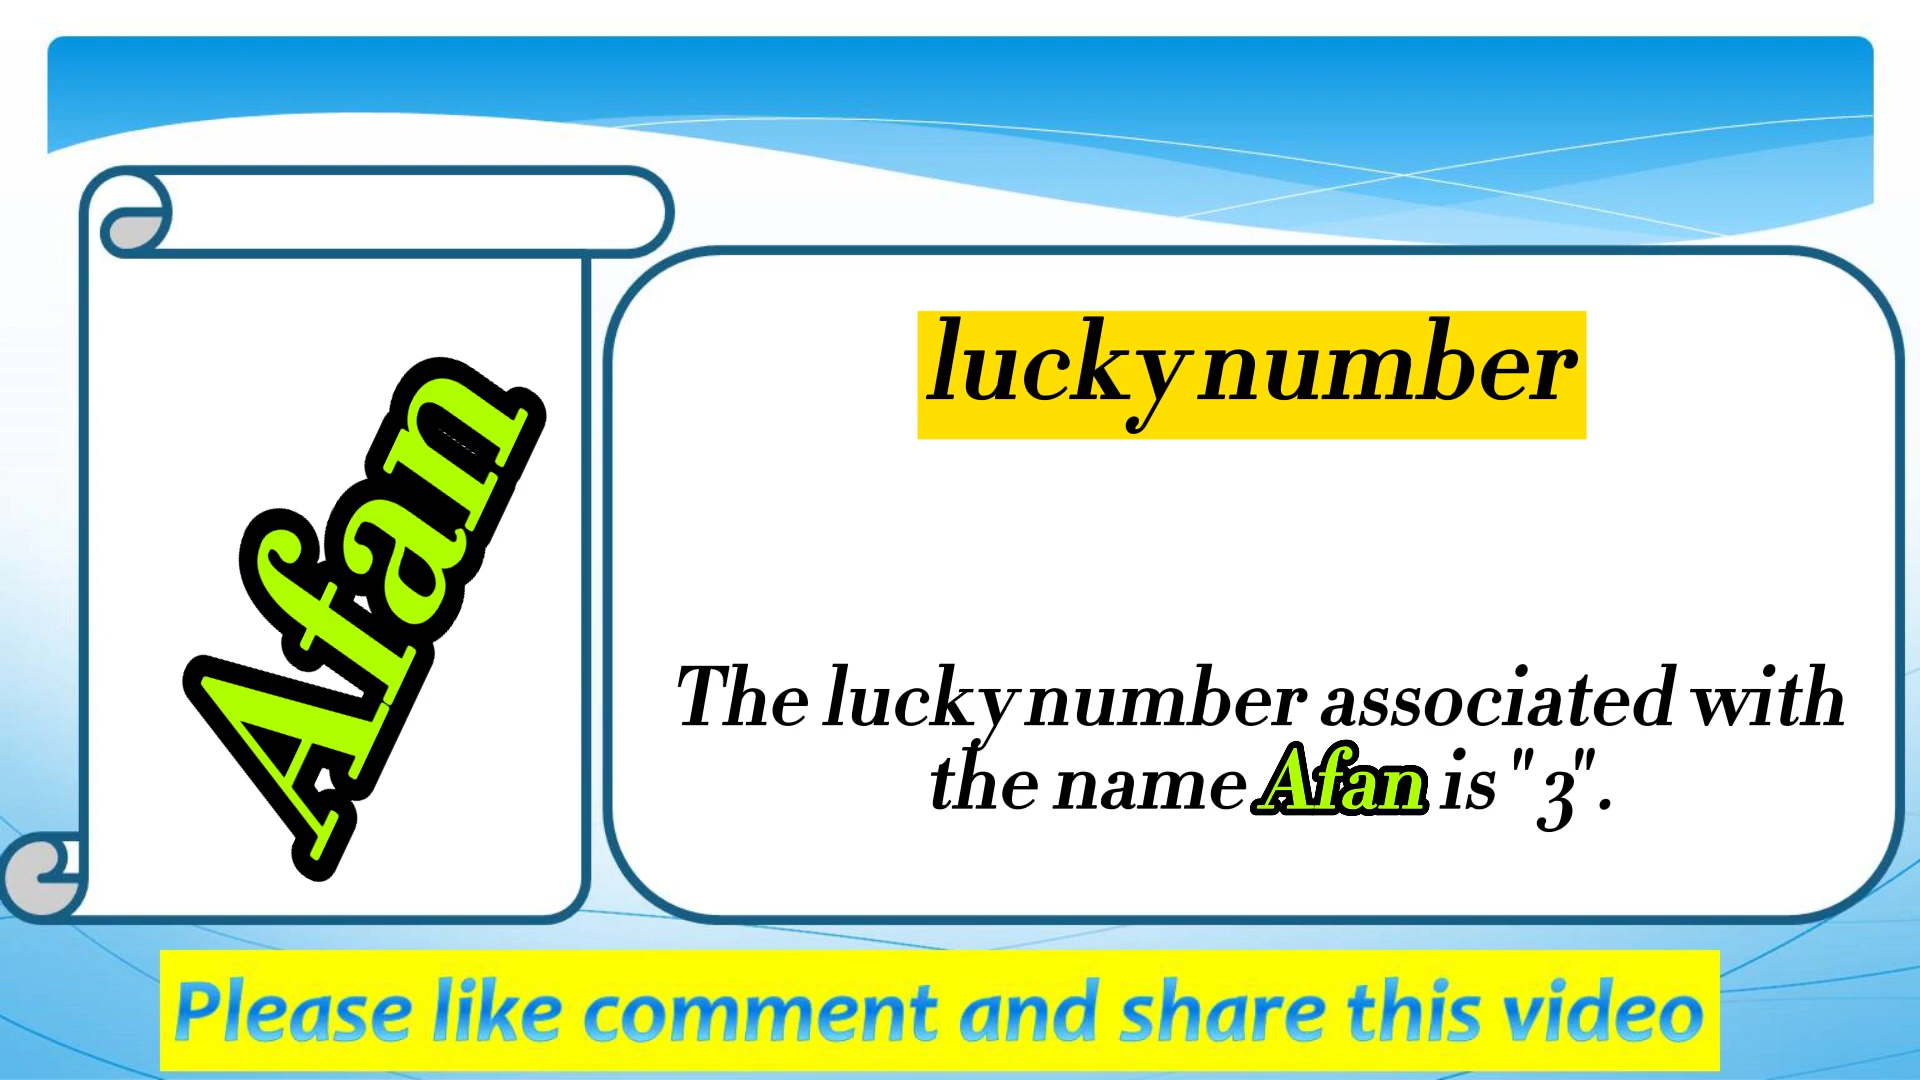 Afan
lucky number
The lucky number associated with
the name Afan is "3".
Please like comment and share this video